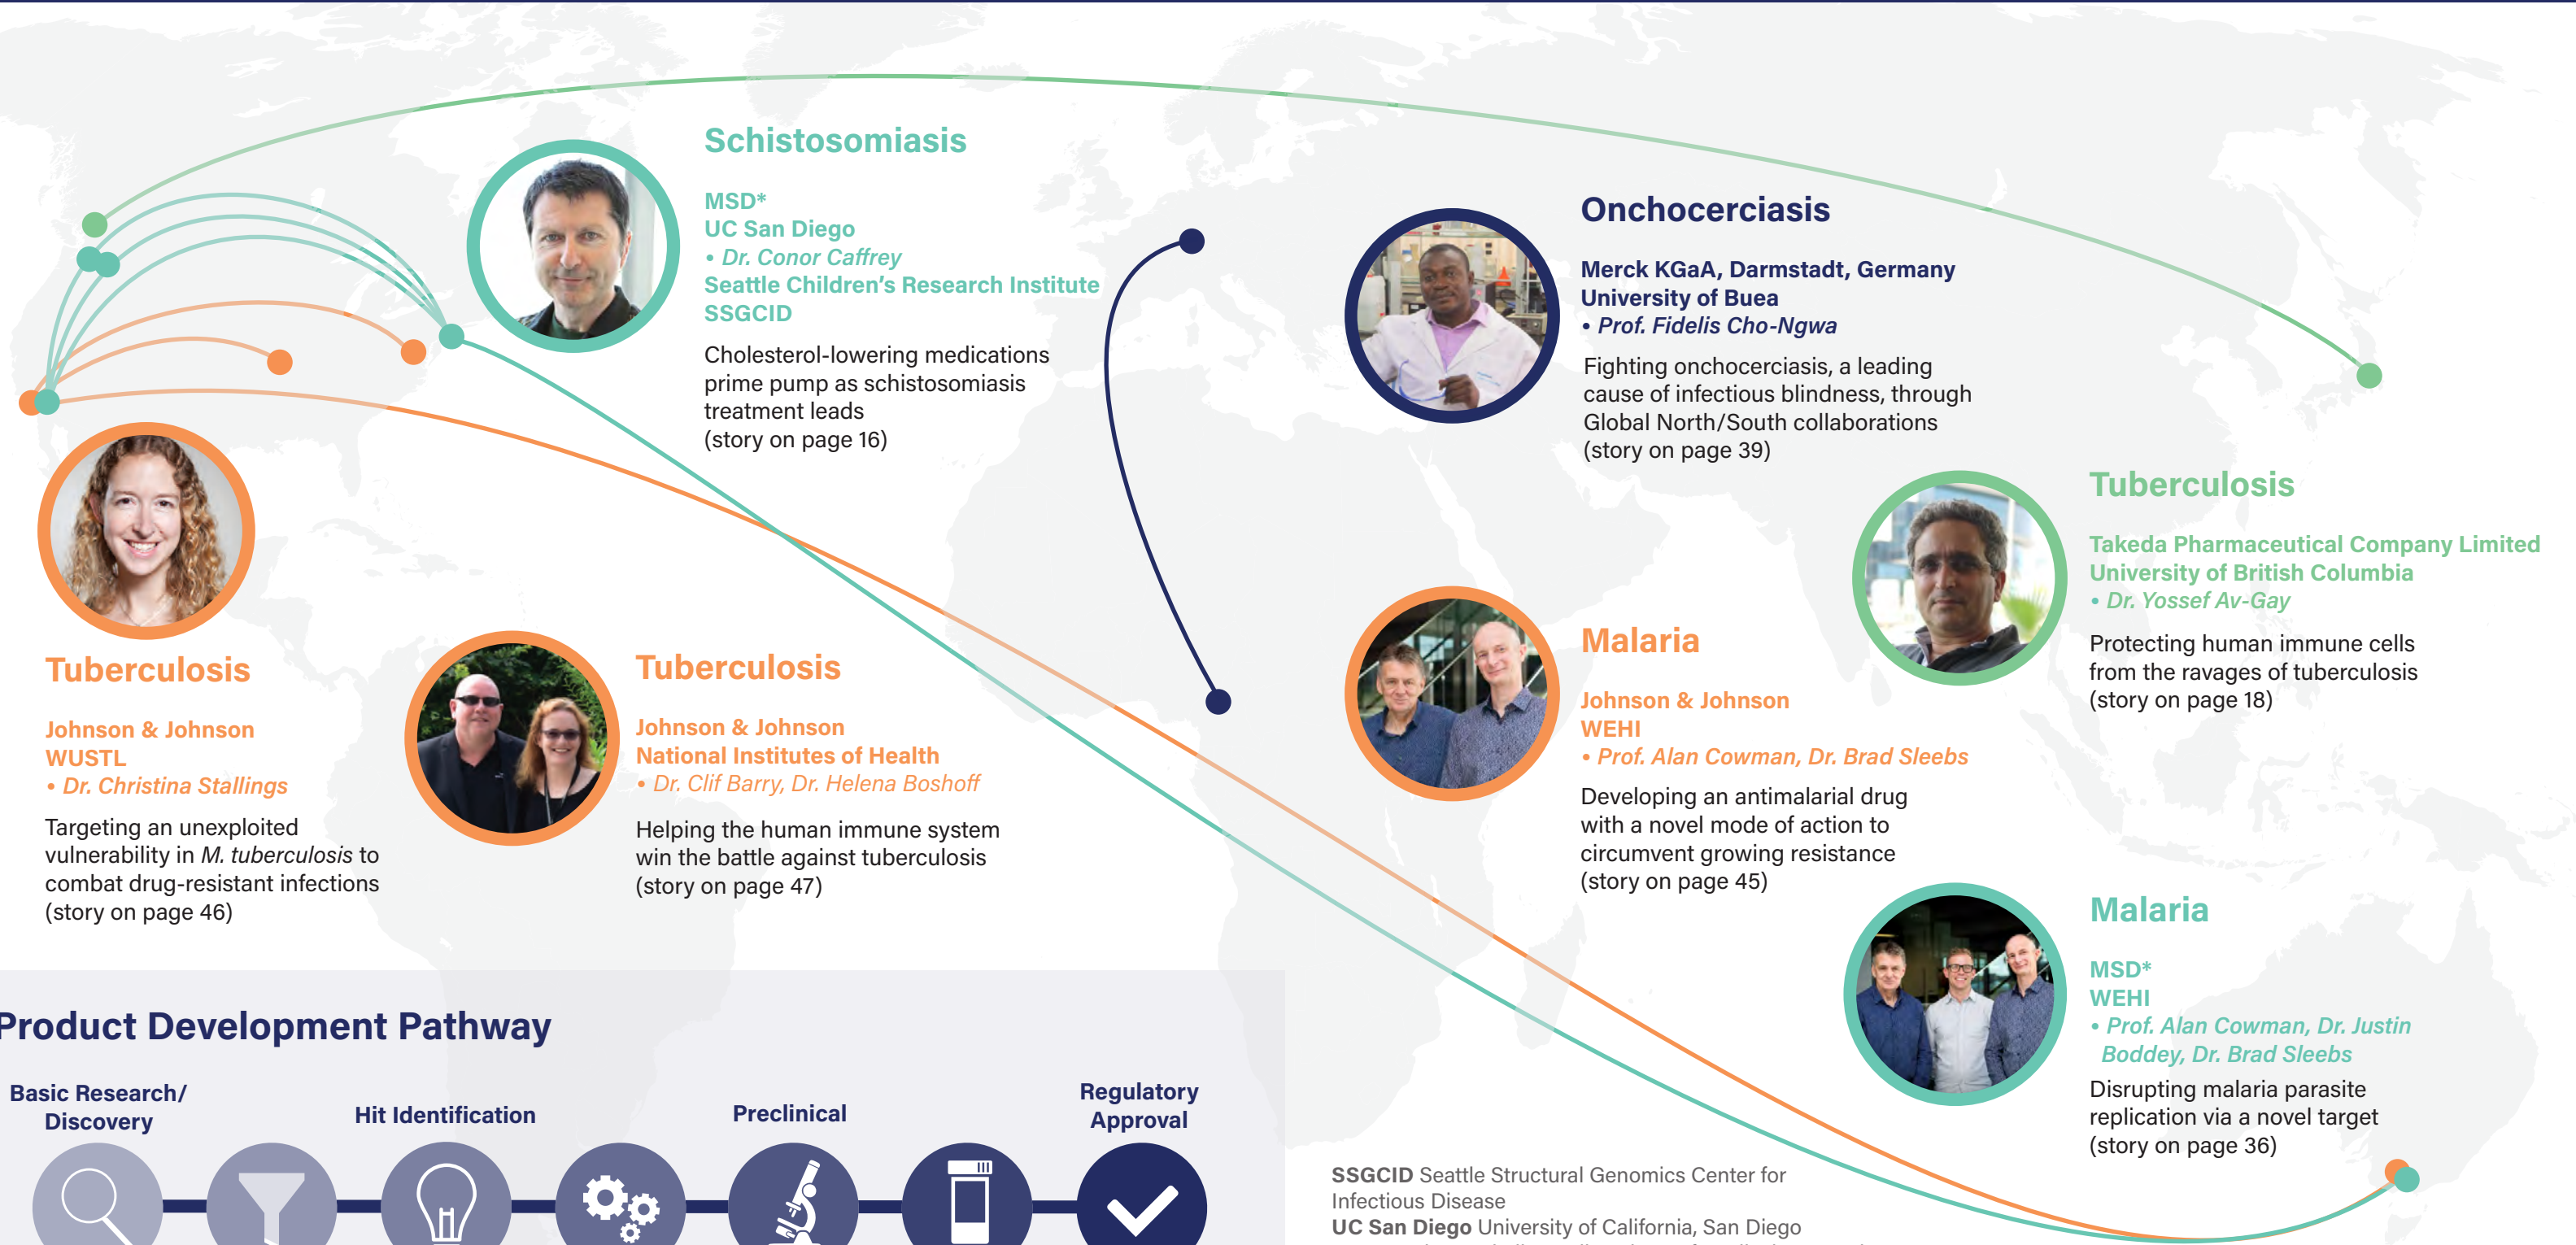 Schistosomiasis
MSD*
UC San Diego
• Dr. Conor Caffrey
Seattle Children's Research Institute
SSGCID
Cholesterol-lowering medications
prime pump as schistosomiasis
treatment leads
(story on page 16)
Onchocerciasis
Merck KGaA, Darmstadt, Germany
University of Buea
• Prof. Fidelis Cho-Ngwa
Fighting onchocerciasis, a leading
cause of infectious blindness, through
Global North/South collaborations
(story on page 39)
Tuberculosis
Takeda Pharmaceutical Company Limited
University of British Columbia
• Dr. Yossef Av-Gay
Protecting human immune cells
from the ravages of tuberculosis
(story on page 18)
Tuberculosis
Johnson & Johnson
WUSTL
• Dr. Christina Stallings
Targeting an unexploited
vulnerability in M. tuberculosis to
combat drug-resistant infections
(story on page 46)
Tuberculosis
Johnson & Johnson
National Institutes of Health
• Dr. Clif Barry, Dr. Helena Boshoff
Helping the human immune system
win the battle against tuberculosis
(story on page 47)
Malaria
Johnson & Johnson
WEHI
• Prof. Alan Cowman, Dr. Brad Sleebs
Developing an antimalarial drug
with a novel mode of action to
circumvent growing resistance
(story on page 45)
Malaria
MSD*
WEHI
• Prof. Alan Cowman, Dr. Justin
Boddey, Dr. Brad Sleebs
Disrupting malaria parasite
replication via a novel target
(story on page 36)
Product Development Pathway
Basic Research/
Discovery
Hit Identification
Preclinical
Regulatory
Approval
SSGCID Seattle Structural Genomics Center for
Infectious Disease
UC San Diego University of California, San Diego